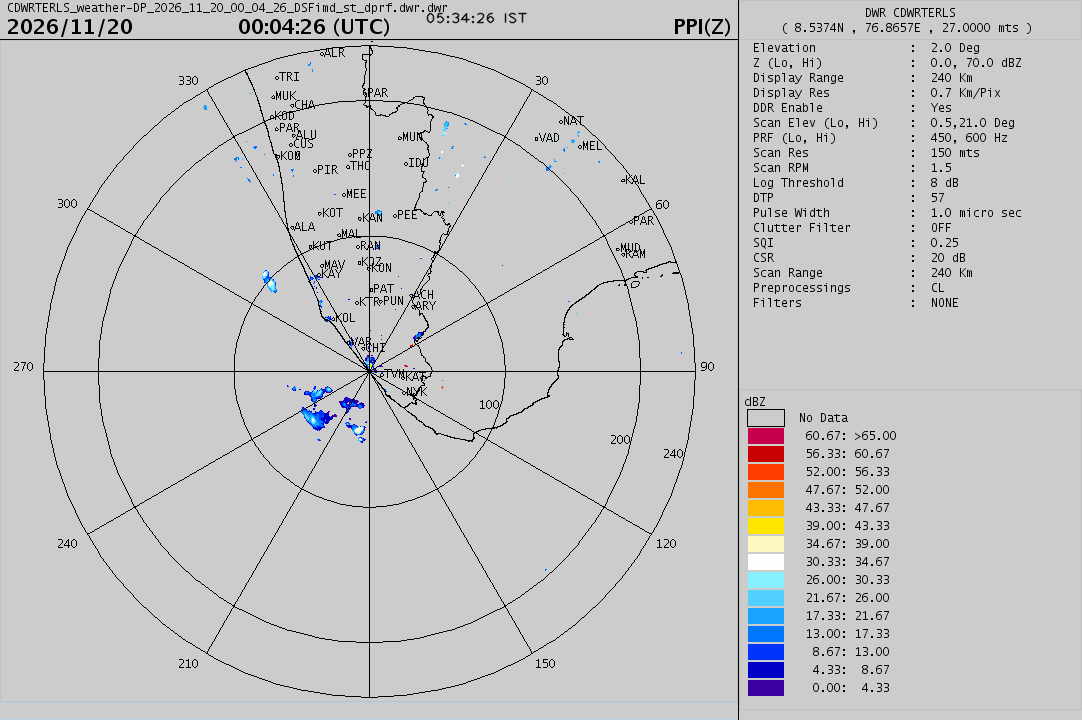 CDWRTERLS_weather-DP_2026_11_20_00_04_26_DSFimd_st_dprf.dwr.dwr
2026/11/20 00:04:26 (UTC) 05:34:26 IST PPI(Z)
DWR CDWRTERLS
( 8.5374N , 76.8657E , 27.0000 mts )
Elevation : 2.0 Deg
Z (Lo, Hi) : 0.0, 70.0 dBZ
Display Range : 240 Km
Display Res : 0.7 Km/Pix
DDR Enable : Yes
Scan Elev (Lo, Hi) : 0.5,21.0 Deg
PRF (Lo, Hi) : 450, 600 Hz
Scan Res : 150 mts
Scan RPM : 1.5
Log Threshold : 8 dB
DTP : 57
Pulse Width : 1.0 micro sec
Clutter Filter : OFF
SQI : 0.25
CSR : 20 dB
Scan Range : 240 Km
Preprocessings : CL
Filters : NONE
dBZ
No Data
60.67: >65.00
56.33: 60.67
52.00: 56.33
47.67: 52.00
43.33: 47.67
39.00: 43.33
34.67: 39.00
30.33: 34.67
26.00: 30.33
21.67: 26.00
17.33: 21.67
13.00: 17.33
8.67: 13.00
4.33: 8.67
0.00: 4.33
ALR
330
TRI
30
MUK
PAR
CHA
KOD
NAT
PAR
ALU
MUN
VAD
CUS
MEL
KON
PPZ
IDU
PIR
THO
KAL
MEE
300
60
KOT
KAN
PEE
PAR
ALA
MAL
KUT
RAN
MUD
RAM
MAV
KOZ
KON
KAY
PAT
ACH
KTR
PUN
ARY
KOL
VAR
CHI
270
TVM
KAT
90
NYK
100
200
240
240
120
210
150